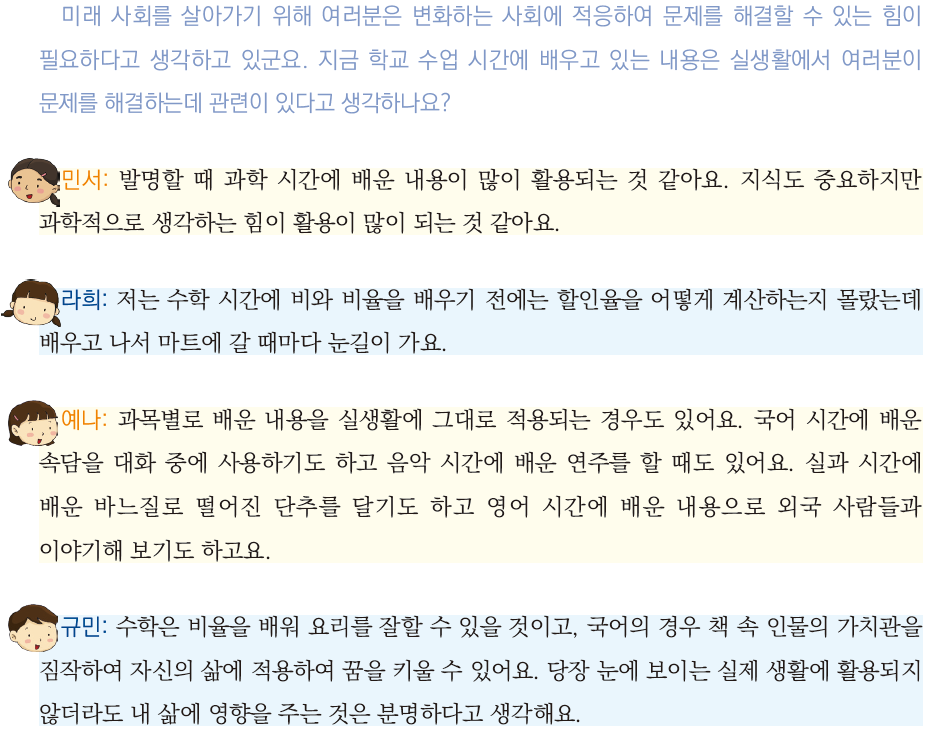 미래 사회를 살아가기 위해 여러분은 변화하는 사회에 적응하여 문제를 해결할 수 있는 힘이
필요하다고 생각하고 있군요. 지금 학교 수업 시간에 배우고 있는 내용은 실생활에서 여러분이
문제를 해결하는데 관련이 있다고 생각하나요?
민서: 발명할 때 과학 시간에 배운 내용이 많이 활용되는 것 같아요. 지식도 중요하지만
과학적으로 생각하는 힘이 활용이 많이 되는 것 같아요.
라희: 저는 수학 시간에 비와 비율을 배우기 전에는 할인율을 어떻게 계산하는지 몰랐는데
배우고 나서 마트에 갈 때마다 눈길이 가요.
예나: 과목별로 배운 내용을 실생활에 그대로 적용되는 경우도 있어요. 국어 시간에 배운
속담을 대화 중에 사용하기도 하고 음악 시간에 배운 연주를 할 때도 있어요. 실과 시간에
배운 바느질로 떨어진 단추를 달기도 하고 영어 시간에 배운 내용으로 외국 사람들과
이야기해 보기도 하고요.
규민: 수학은 비율을 배워 요리를 잘할 수 있을 것이고, 국어의 경우 책 속 인물의 가치관을
짐작하여 자신의 삶에 적용하여 꿈을 키울 수 있어요. 당장 눈에 보이는 실제 생활에 활용되지
않더라도 내 삶에 영향을 주는 것은 분명하다고 생각해요.